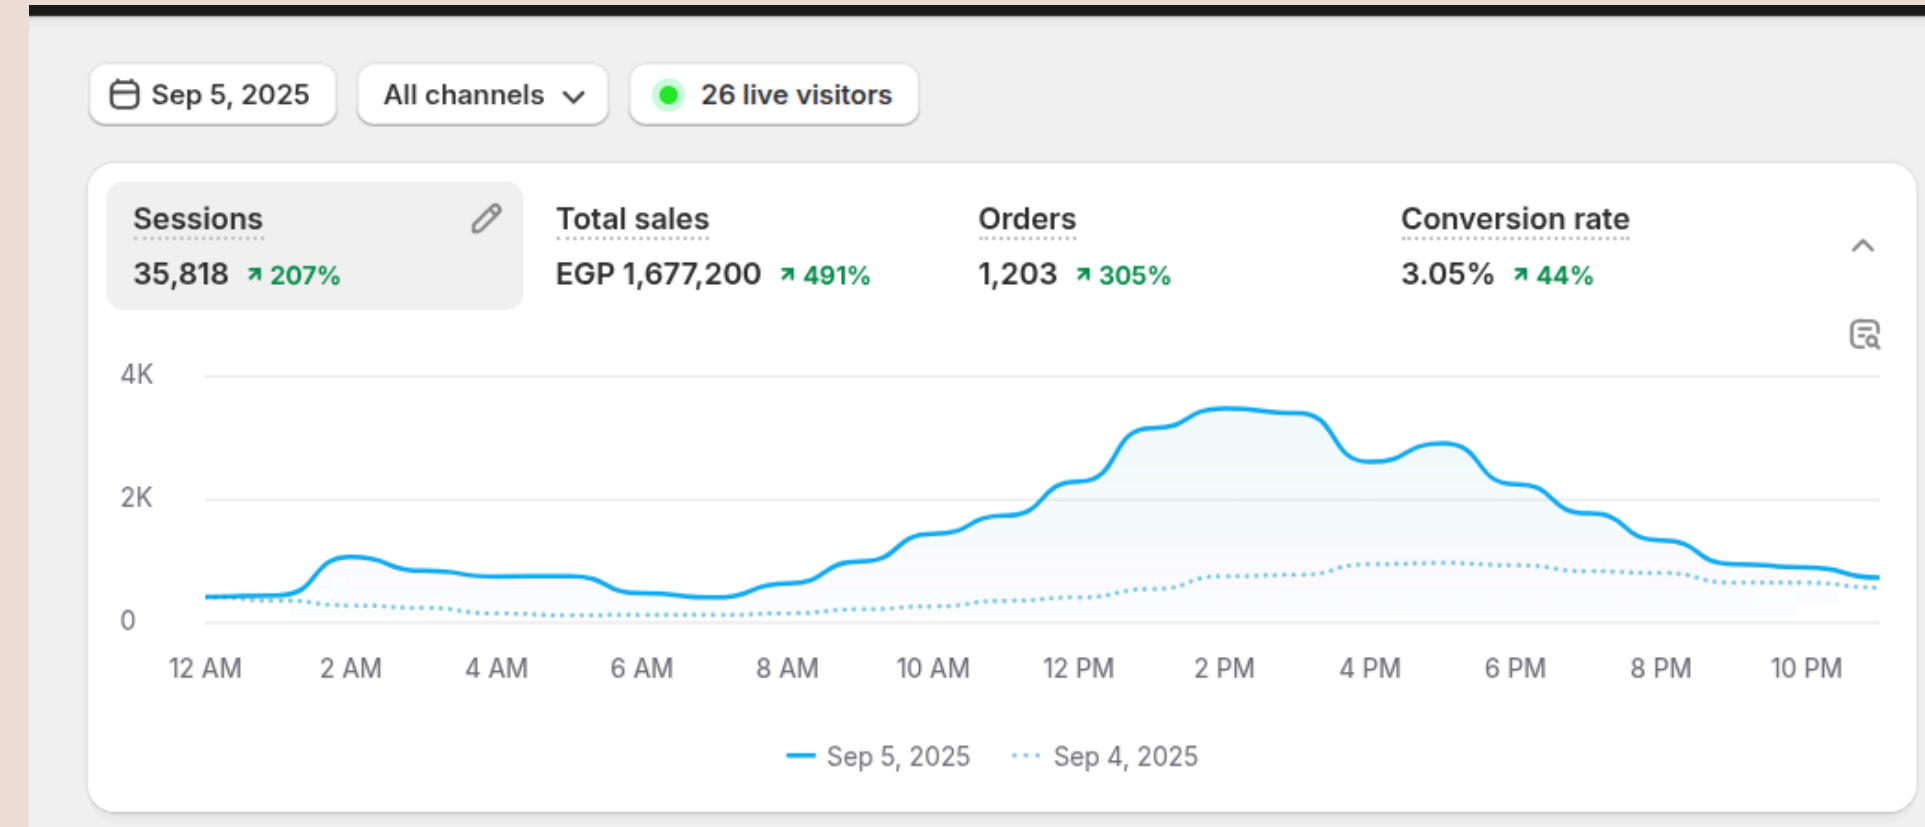 Sep 5, 2025
All channels
26 live visitors
Sessions
35,818 207%
Total sales
EGP 1,677,200 491%
Orders
1,203 305%
Conversion rate
3.05% 44%
4K
2K
0
12 AM 2 AM 4 AM 6 AM 8 AM 10 AM 12 PM 2 PM 4 PM 6 PM 8 PM 10 PM
Sep 5, 2025 Sep 4, 2025